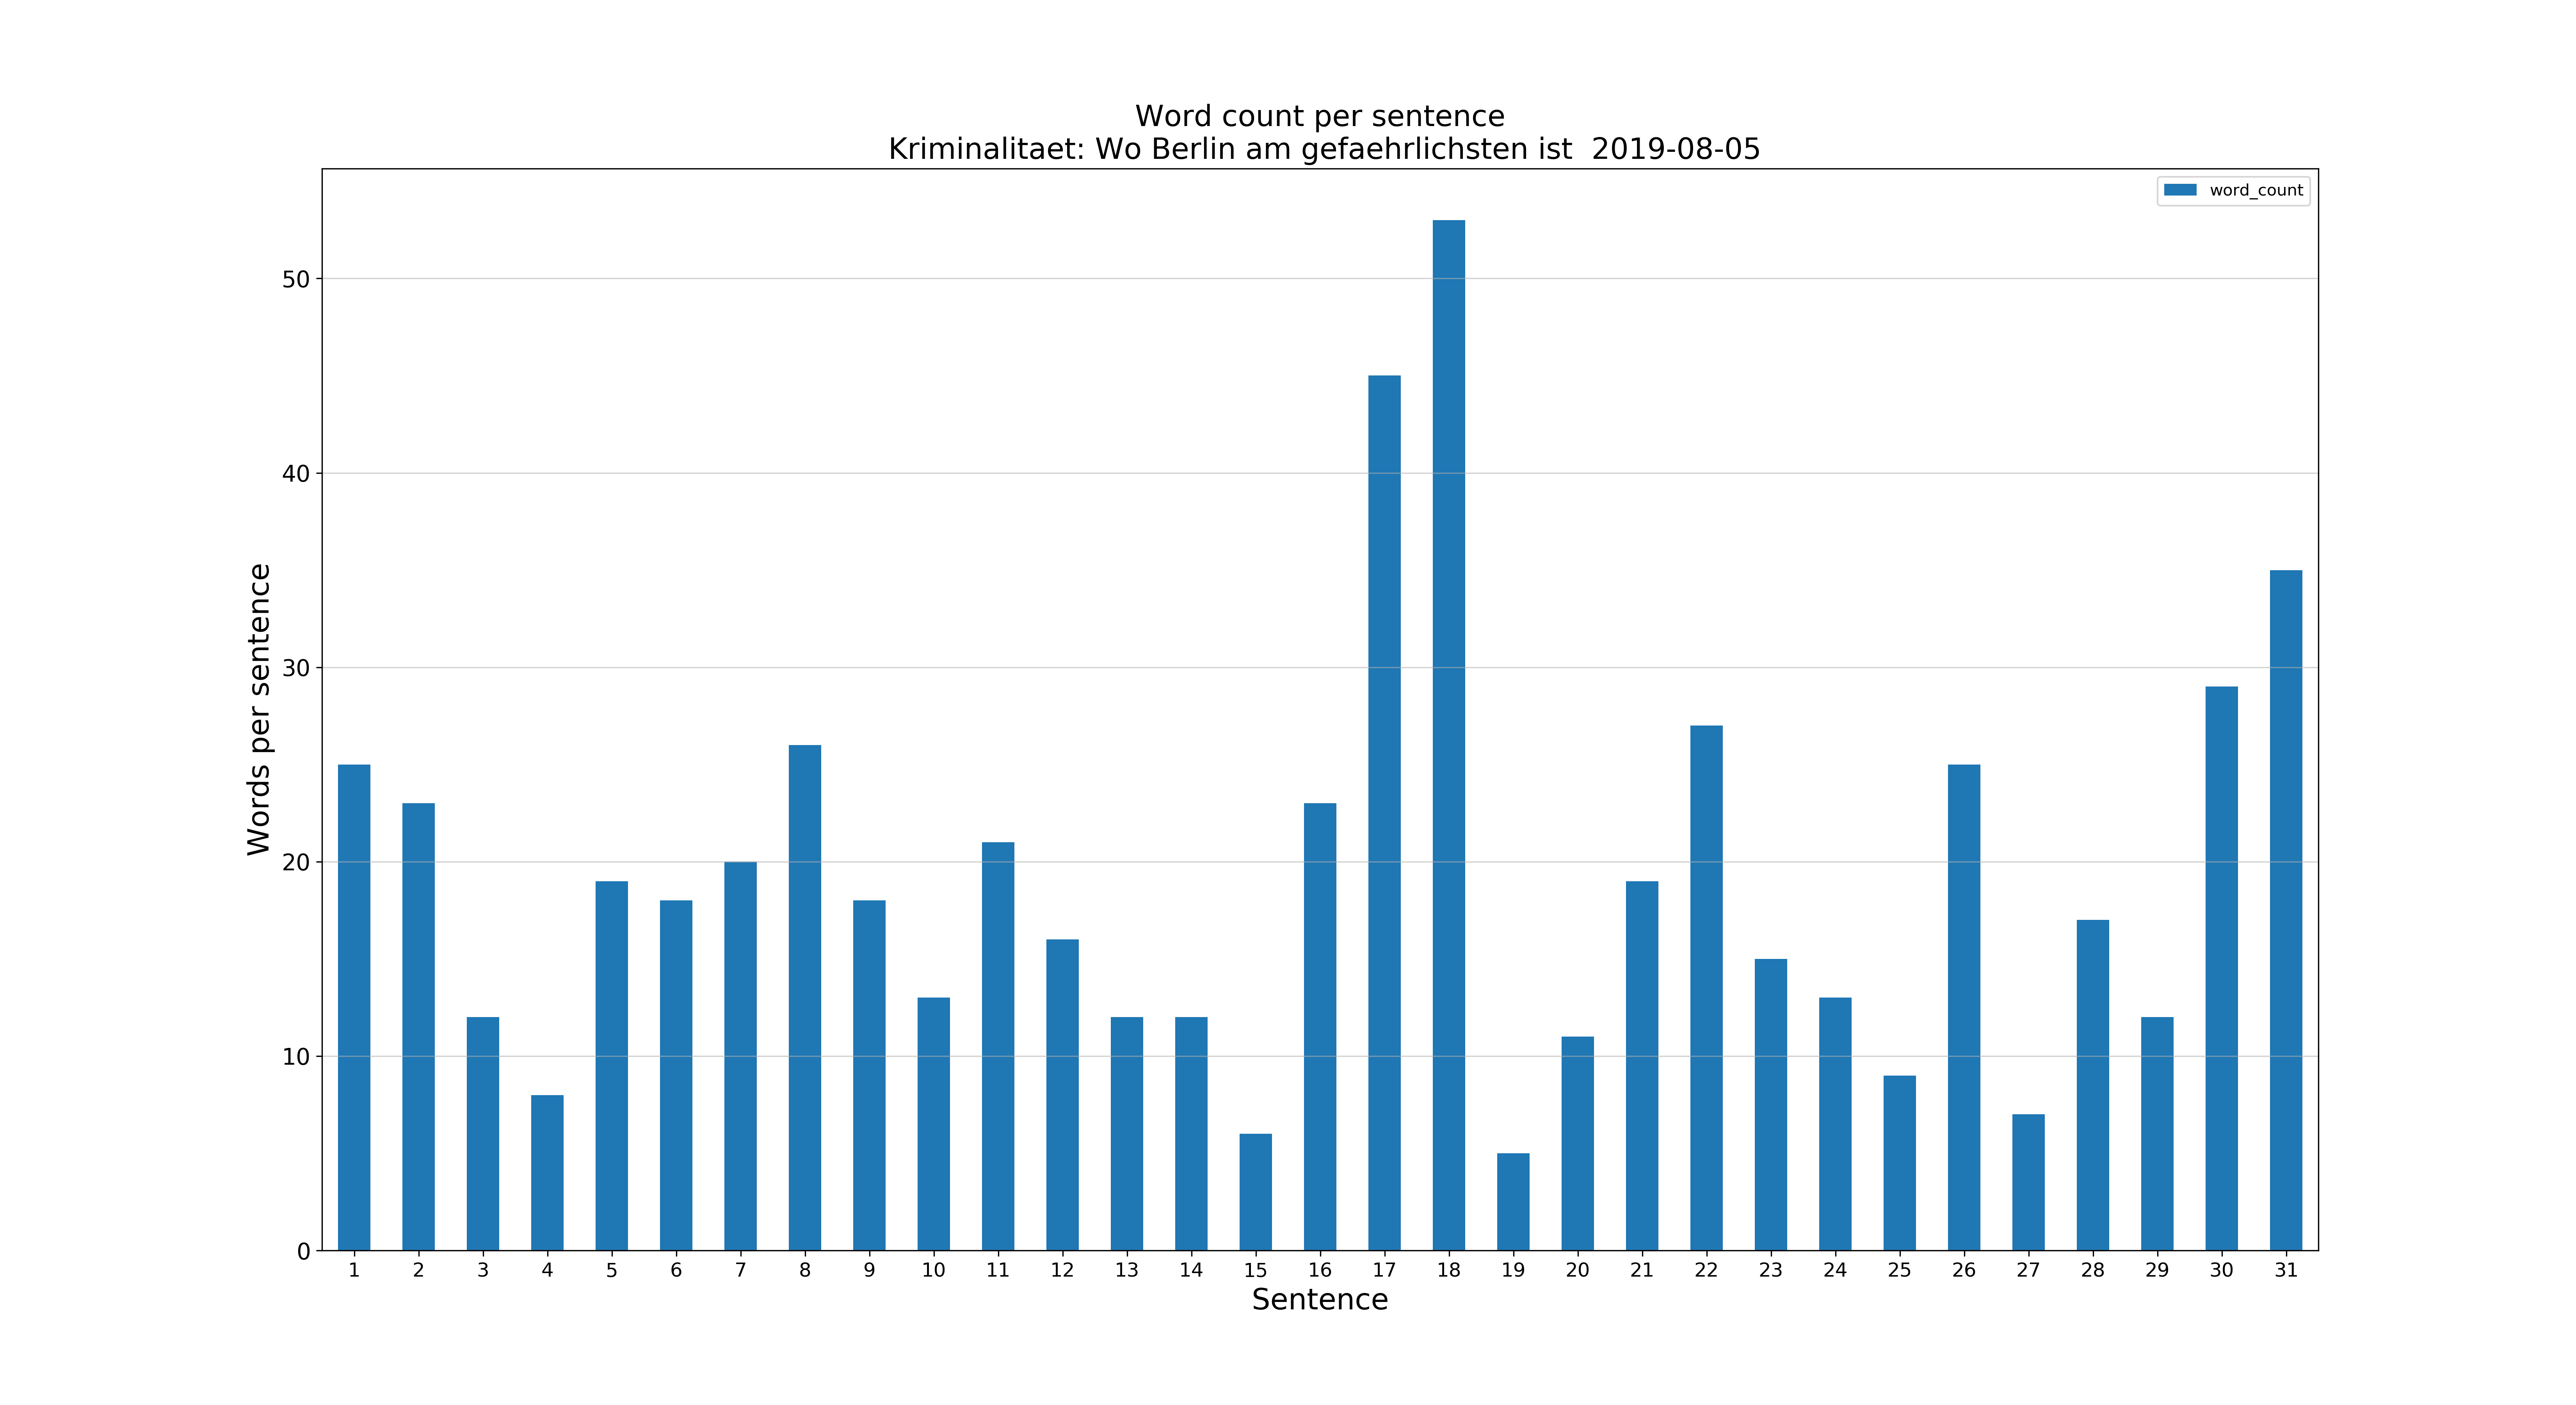 Word count per sentence
Kriminalitaet: Wo Berlin am gefaehrlichsten ist  2019-08-05
word_count
Words per sentence
50
40
30
20
10
0
1 2 3 4 5 6 7 8 9 10 11 12 13 14 15 16 17 18 19 20 21 22 23 24 25 26 27 28 29 30 31
Sentence